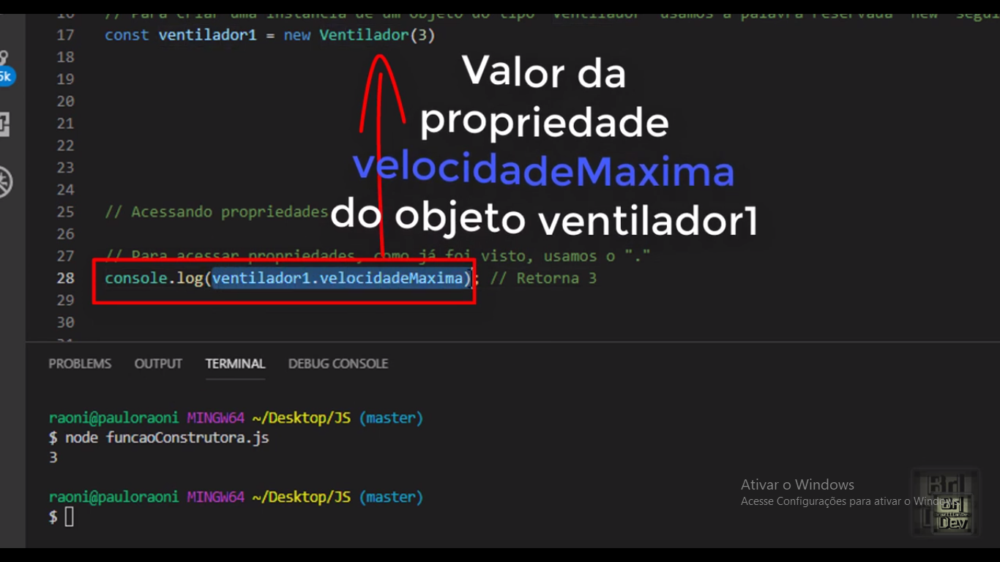 16 // Para criar uma instância de um objeto do tipo "Ventilador" usamos a palavra reservada "new" segui
17 const ventilador1 = new Ventilador(3)
18
19
20
21
22
23
24
25 // Acessando propriedades
26
27 // Para acessar propriedades, como já foi visto, usamos o "."
28 console.log(ventilador1.velocidadeMaxima); // Retorna 3
29
30
31
5k
Valor da
propriedade
velocidadeMaxima
do objeto ventilador1
PROBLEMS OUTPUT TERMINAL DEBUG CONSOLE
raoni@pauloraoni MINGW64 ~/Desktop/JS (master)
$ node funcaoConstrutora.js
3
raoni@pauloraoni MINGW64 ~/Desktop/JS (master)
$
Ativar o Windows
Acesse Configurações para ativar o Windows.
Brl
Dev